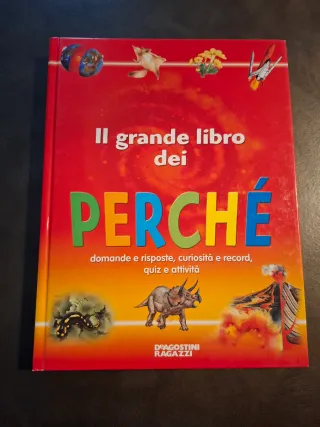 Il grande libro
dei
PERCHÉ
domande e risposte, curiosità e record,
quiz e attività
DeAGOSTINI
RAGAZZI